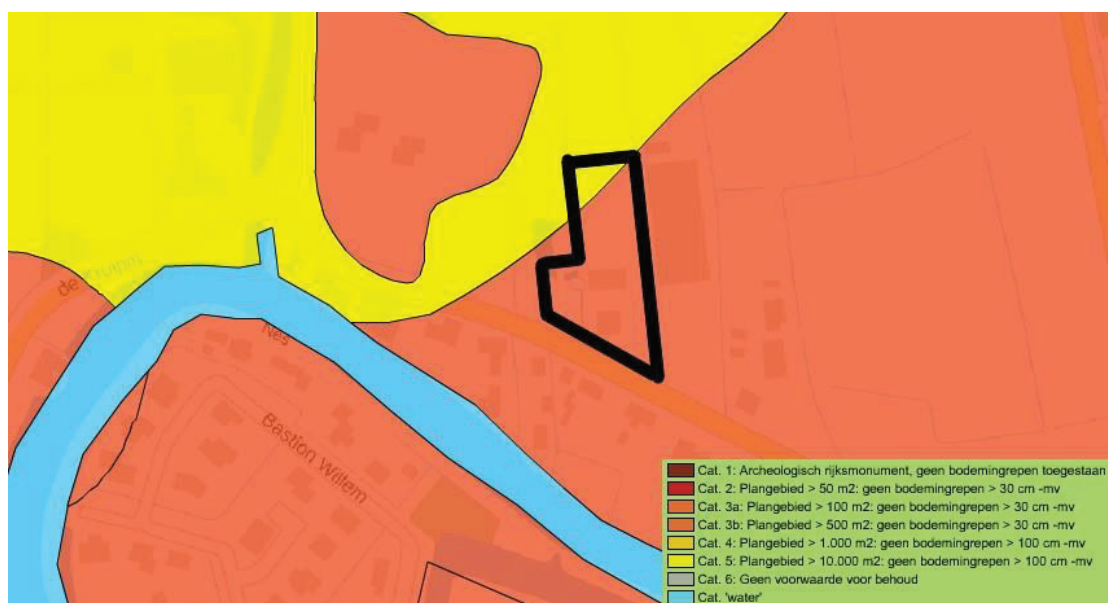 de Kruipm
Nes
Bastion Willem
Cat. 1: Archeologisch rijksmonument, geen bodemingrepen toegestaan
Cat. 2: Plangebied > 50 m2: geen bodemingrepen > 30 cm -mv
Cat. 3a: Plangebied > 100 m2: geen bodemingrepen > 30 cm -mv
Cat. 3b: Plangebied > 500 m2: geen bodemingrepen > 30 cm -mv
Cat. 4: Plangebied > 1.000 m2: geen bodemingrepen > 100 cm -mv
Cat. 5: Plangebied > 10.000 m2: geen bodemingrepen > 100 cm -mv
Cat. 6: Geen voorwaarde voor behoud
Cat. 'water'